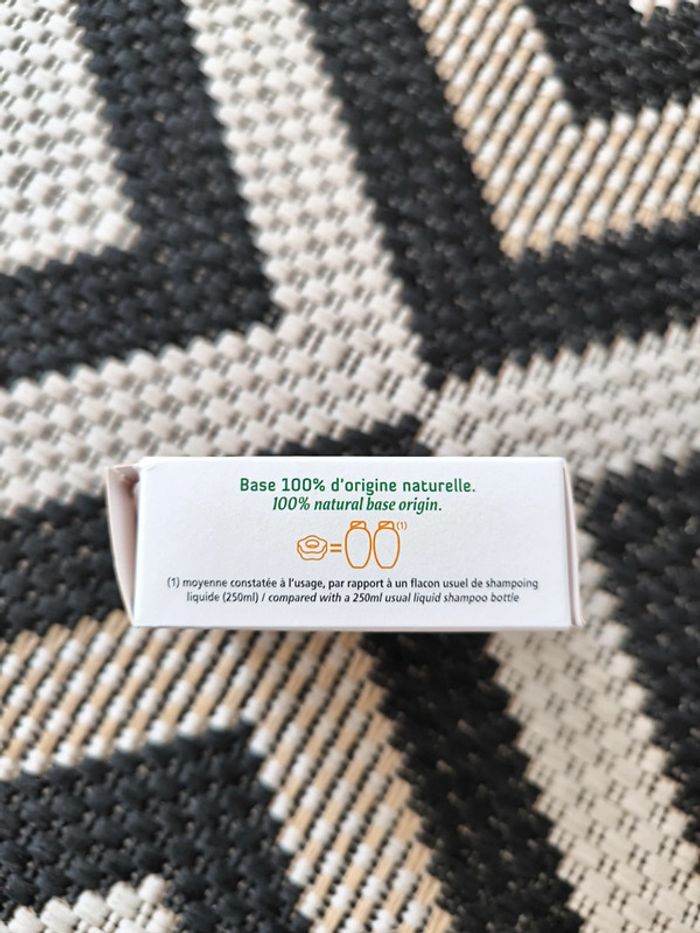 Base 100% d'origine naturelle.
100% natural base origin.
=
(1)
(1) moyenne constatée à l'usage, par rapport à un flacon usuel de shampoing
liquide (250ml) / compared with a 250ml usual liquid shampoo bottle